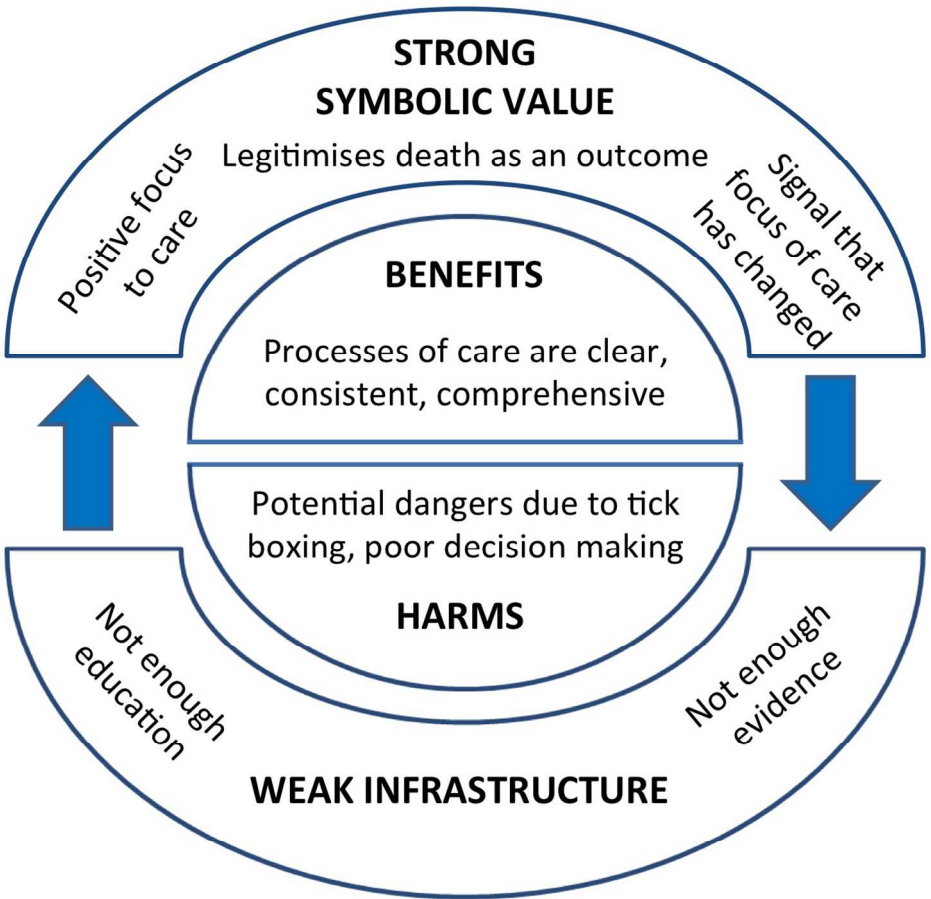 STRONG
SYMBOLIC VALUE
Legitimises death as an outcome
Positive focus
to care
Signal that
focus of care
has changed
BENEFITS
Processes of care are clear,
consistent, comprehensive
Potential dangers due to tick
boxing, poor decision making
HARMS
Not enough
education
Not enough
evidence
WEAK INFRASTRUCTURE